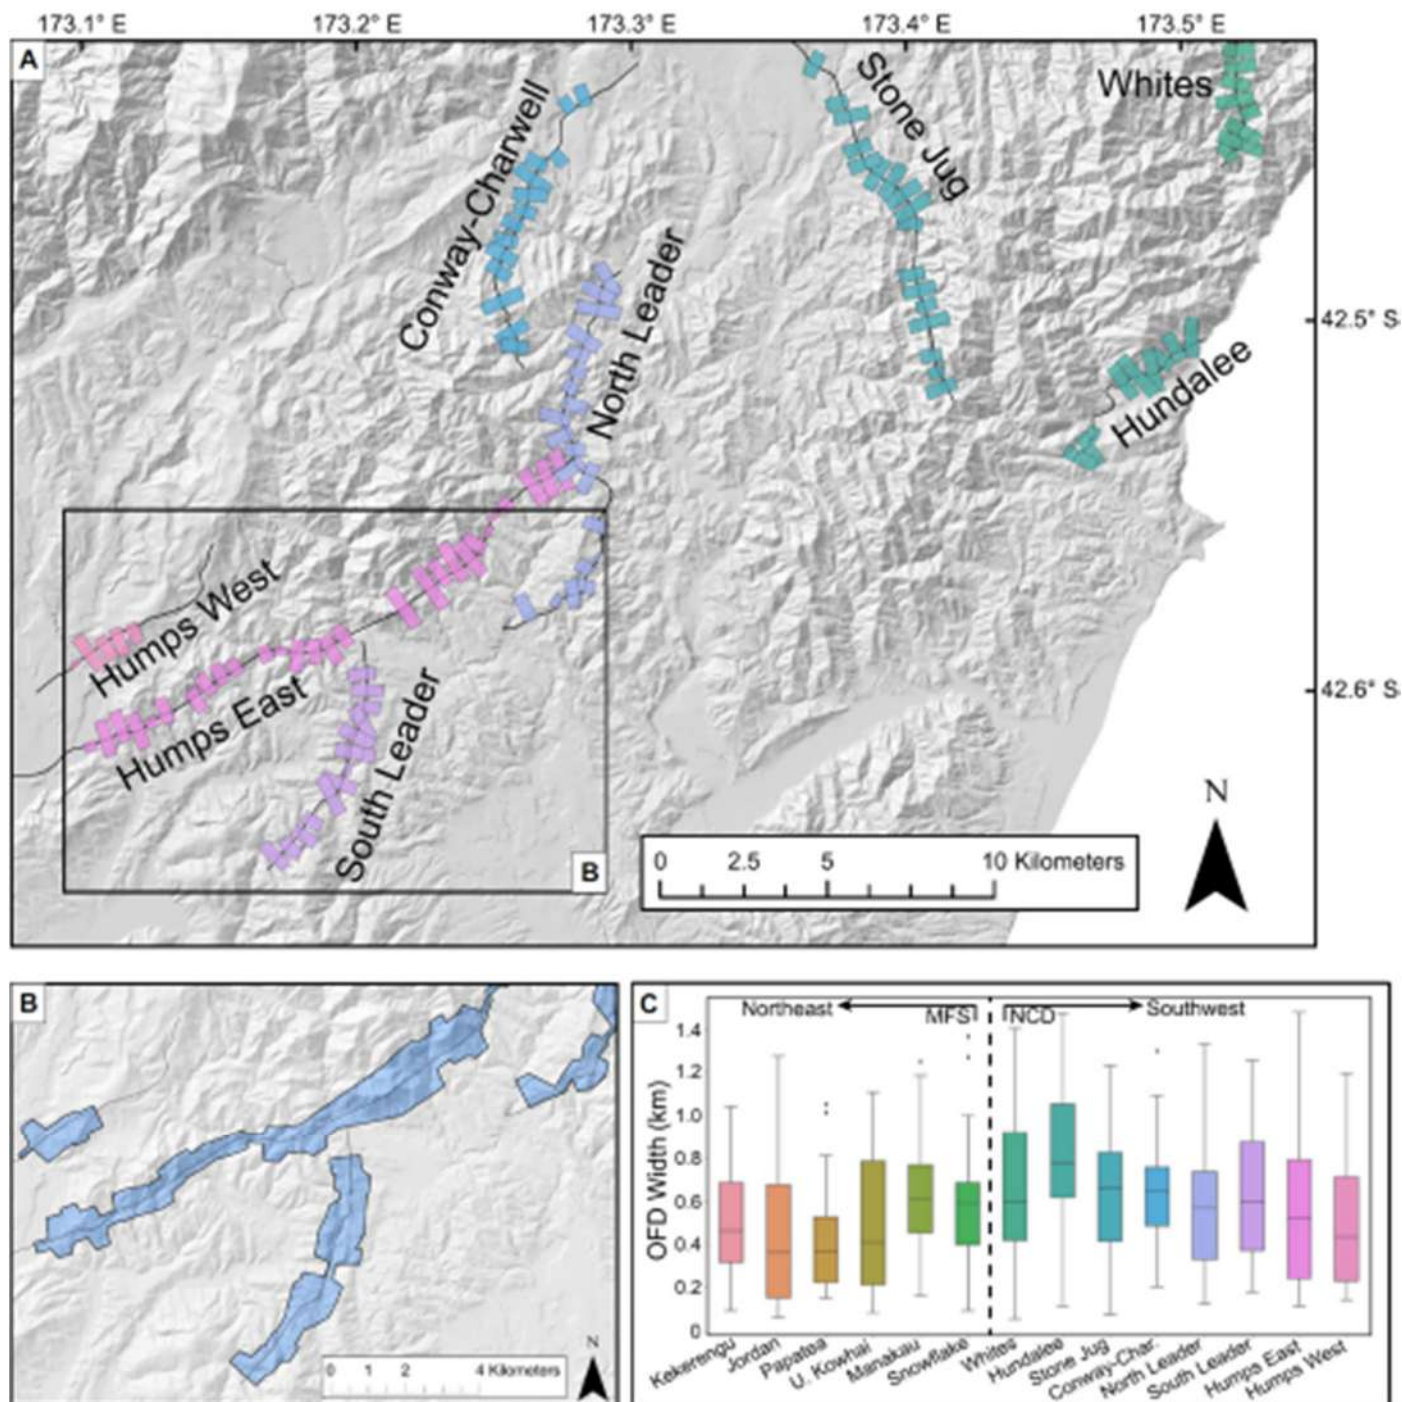 173.1° E 173.2° E 173.3° E 173.4° E 173.5° E
A
Whites
Stone Jug
Conway-Charwell
North Leader
42.5° S
Hundalee
Humps West
Humps East
South Leader
42.6° S
N
0 2.5 5 10 Kilometers
B
B
N
0 1 2 4 Kilometers
C
Northeast MFS NCD Southwest
OFD Width (km)
1.4
1.2
1.0
0.8
0.6
0.4
0.2
0
Kekerengu Jordan Papatea U. Kowhai Manakau Snowflake Whites Hundalee Stone Jug Conway-Char. North Leader South Leader Humps East Humps West